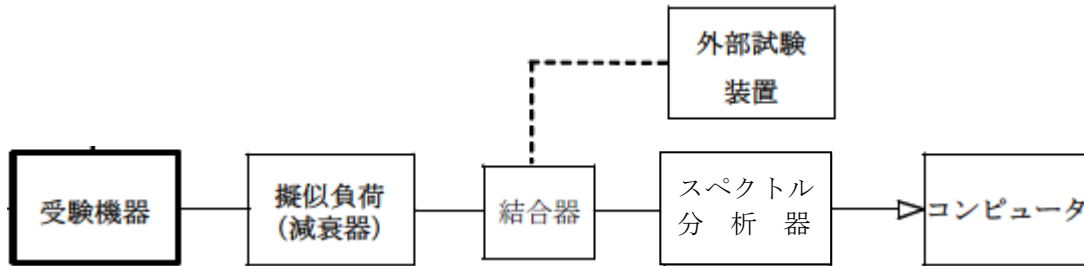 外部試験
装置
受験機器
擬似負荷
(減衰器)
結合器
スペクトル
分 析 器
コンピュータ